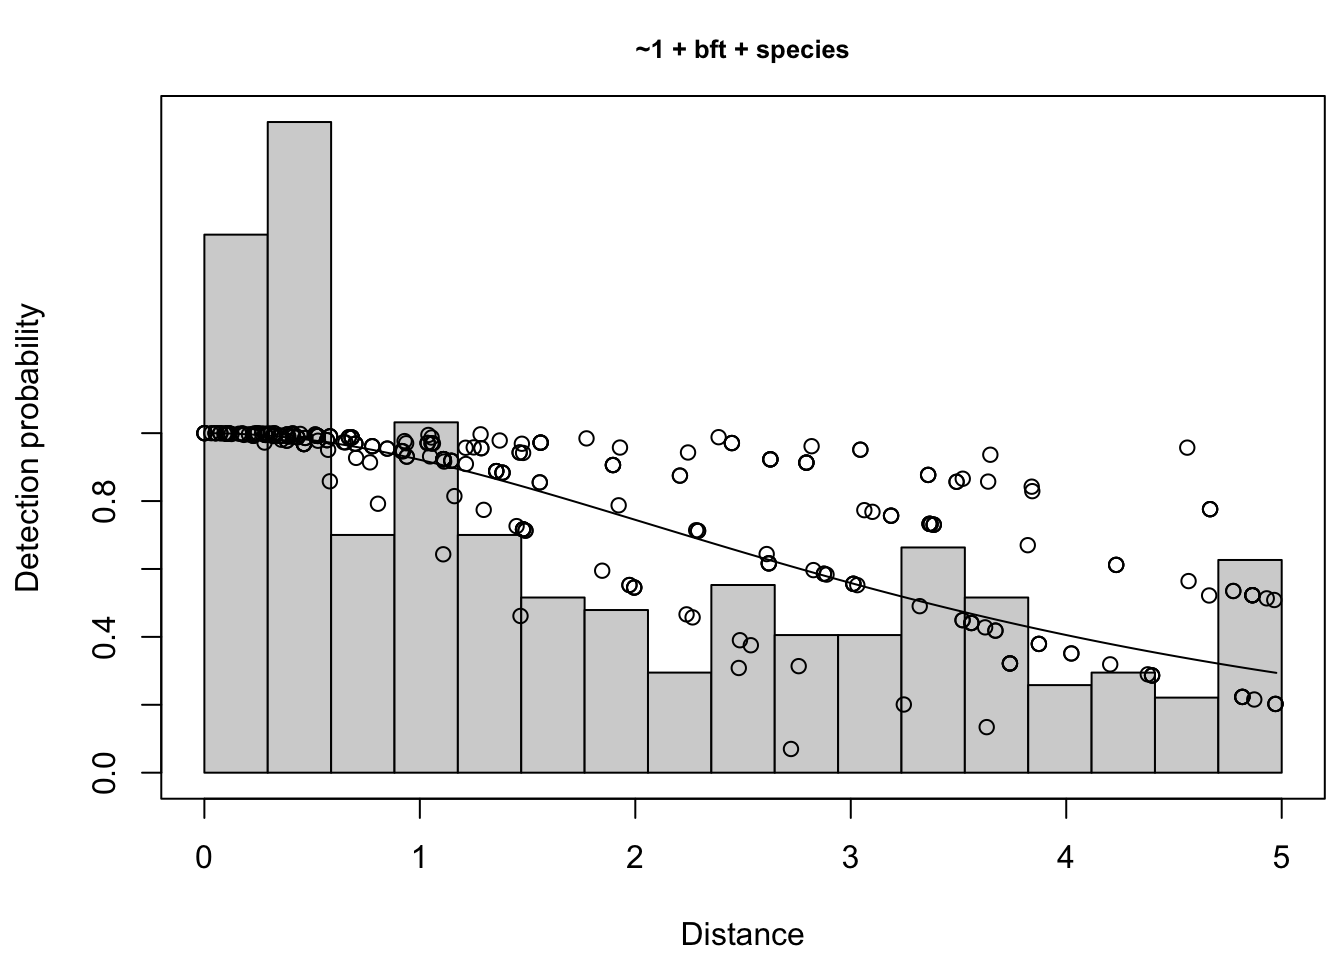 ~1 + bft + species
Detection probability
0.8
0.4
0.0
0 1 2 3 4 5
Distance